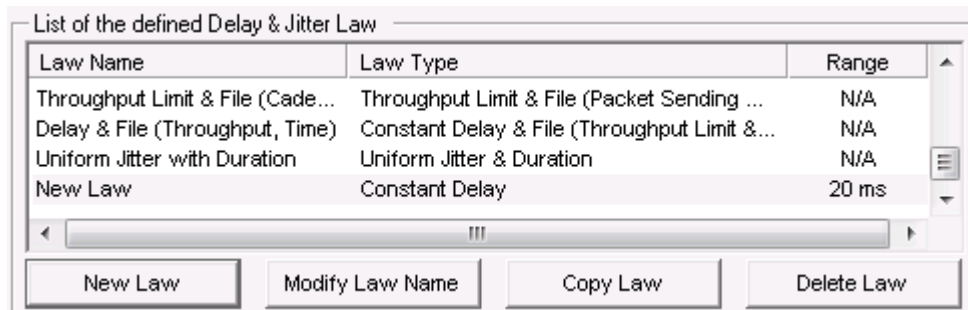 List of the defined Delay & Jitter Law
Law Name Law Type Range
Throughput Limit & File (Cade... Throughput Limit & File (Packet Sending ... N/A
Delay & File (Throughput, Time) Constant Delay & File (Throughput Limit &... N/A
Uniform Jitter with Duration Uniform Jitter & Duration N/A
New Law Constant Delay 20 ms
New Law Modify Law Name Copy Law Delete Law